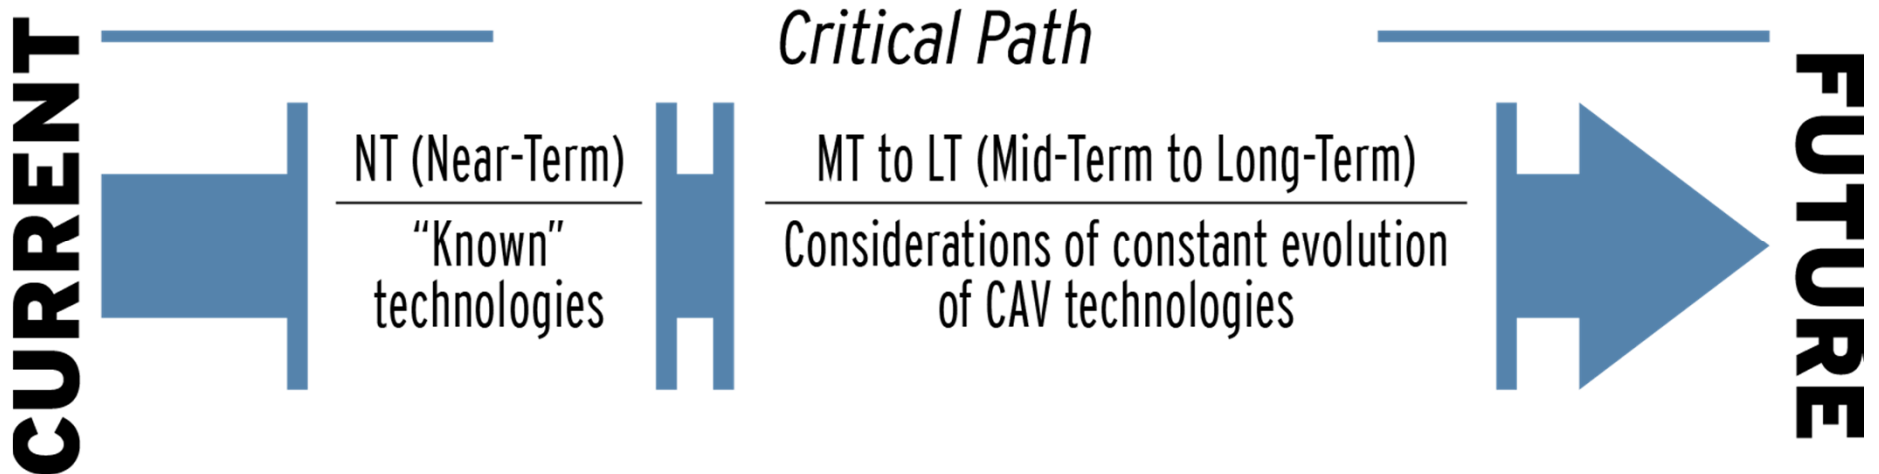 CURRENT
Critical Path
NT (Near-Term)
“Known”
technologies
MT to LT (Mid-Term to Long-Term)
Considerations of constant evolution
of CAV technologies
FUTURE